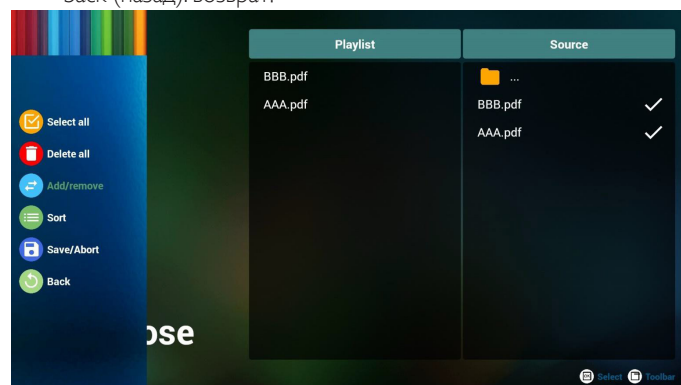 Back (назад): возврат.
Playlist
Source
BBB.pdf
AAA.pdf
...
BBB.pdf
AAA.pdf
Select all
Delete all
Add/remove
Sort
Save/Abort
Back
ose
Select
Toolbar